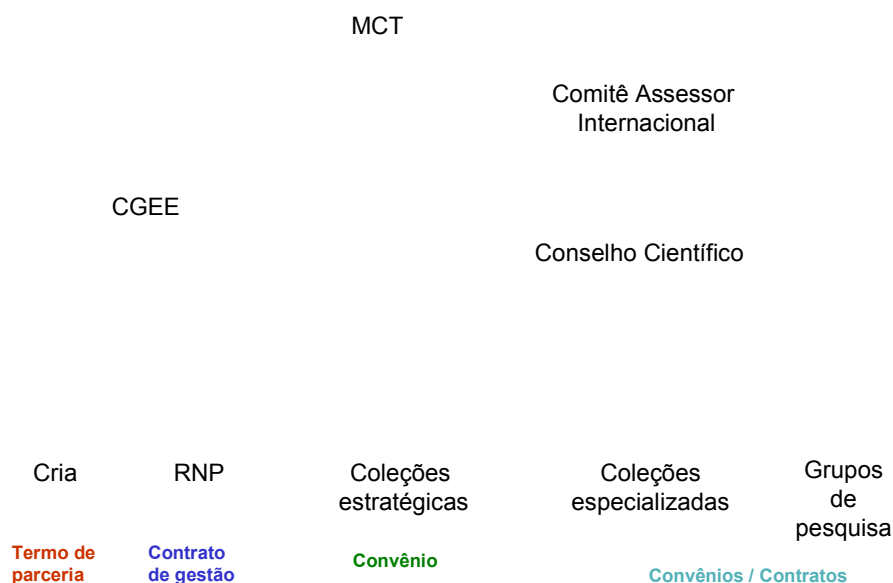 MCT
Comitê Assessor
Internacional
CGEE
Conselho Científico
Cria
RNP
Coleções
estratégicas
Coleções
especializadas
Grupos
de
pesquisa
Termo de
parceria
Contrato
de gestão
Convênio
Convênios / Contratos